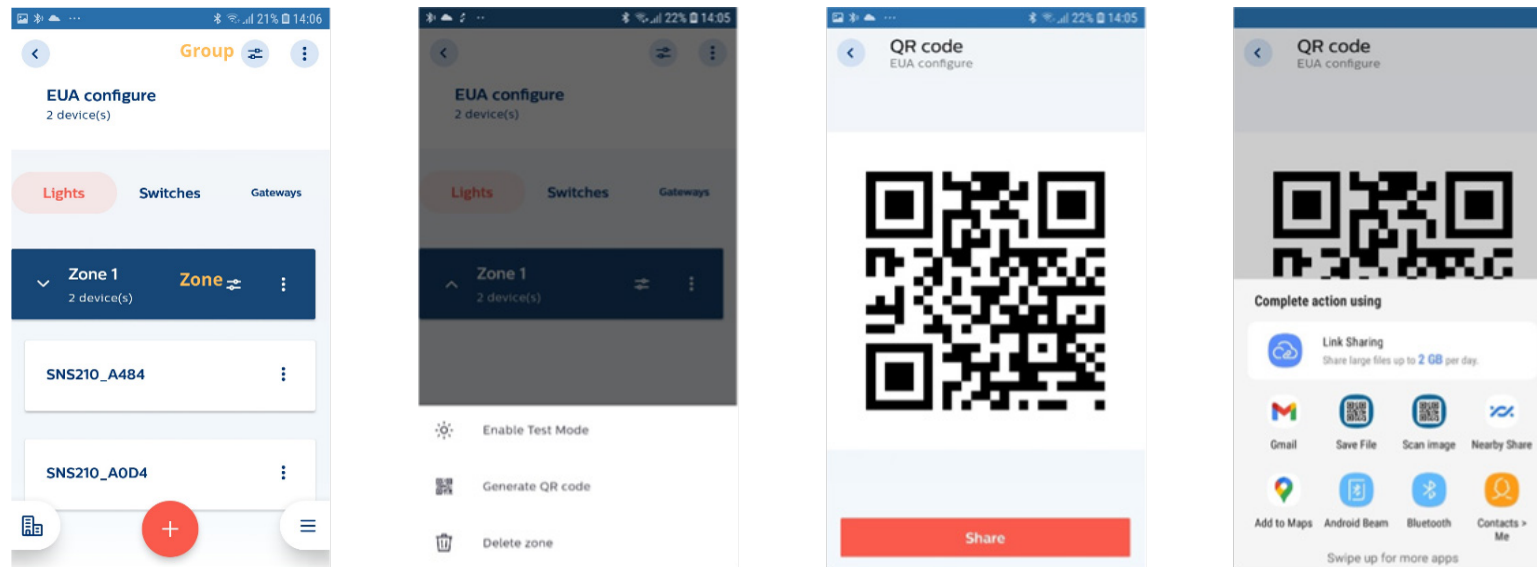 21% 14:06
Group
EUA configure
2 device(s)
Lights Switches Gateways
Zone 1
Zone
2 device(s)
SNS210_A484
SNS210_A0D4
+
22% 14:05
EUA configure
2 device(s)
Lights Switches Gateways
Zone 1
2 device(s)
Enable Test Mode
Generate QR code
Delete zone
22% 14:05
QR code
EUA configure
Share
QR code
EUA configure
Complete action using
Link Sharing
Share large files up to 2 GB per day.
Gmail Save File Scan image Nearby Share
Add to Maps Android Beam Bluetooth Contacts >
Me
Swipe up for more apps